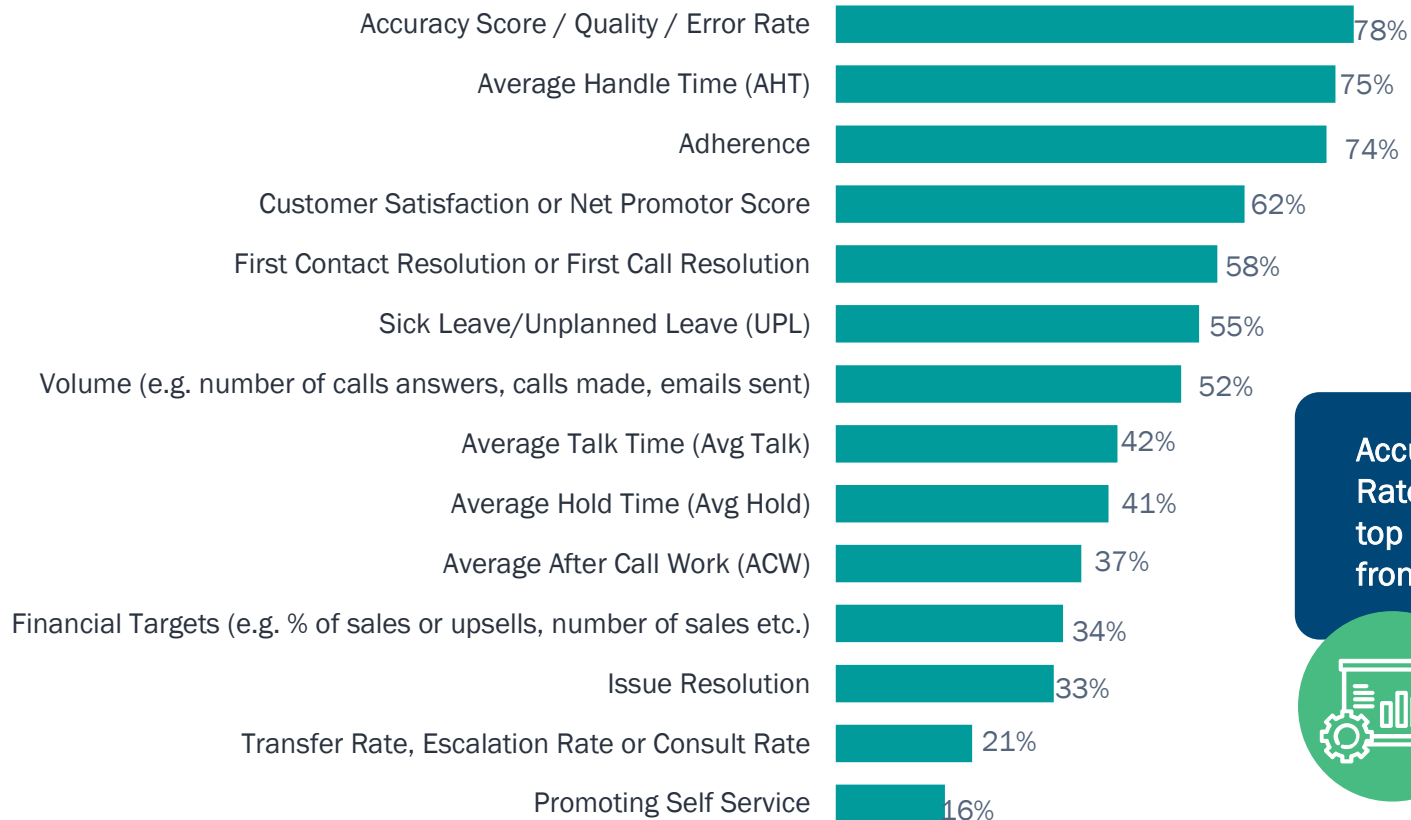 Accuracy Score / Quality / Error Rate 78%
Average Handle Time (AHT) 75%
Adherence 74%
Customer Satisfaction or Net Promotor Score 62%
First Contact Resolution or First Call Resolution 58%
Sick Leave/Unplanned Leave (UPL) 55%
Volume (e.g. number of calls answers, calls made, emails sent) 52%
Average Talk Time (Avg Talk) 42%
Average Hold Time (Avg Hold) 41%
Average After Call Work (ACW) 37%
Financial Targets (e.g. % of sales or upsells, number of sales etc.) 34%
Issue Resolution 33%
Transfer Rate, Escalation Rate or Consult Rate 21%
Promoting Self Service 16%
top